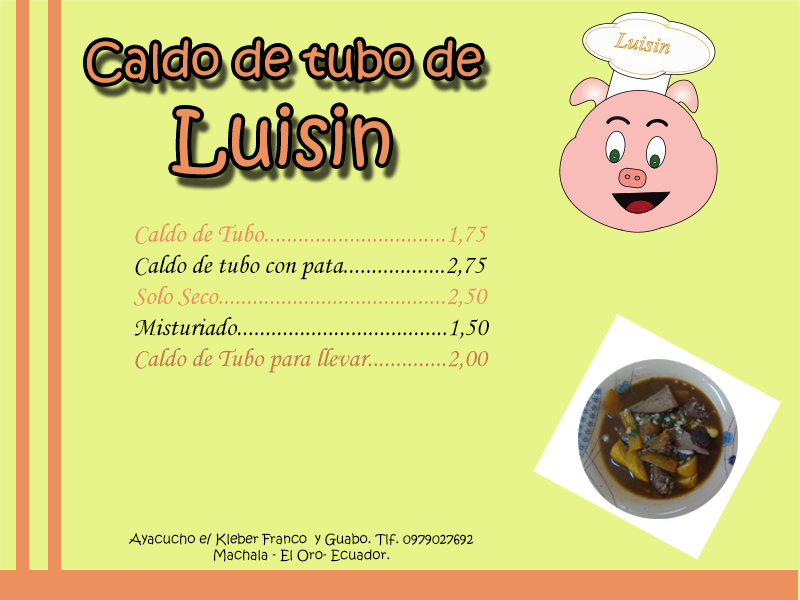 Caldo de tubo de
Luisin
Luisin
Caldo de Tubo................................1,75
Caldo de tubo con pata..................2,75
Solo Seco........................................2,50
Misturiado.....................................1,50
Caldo de Tubo para llevar..............2,00
Ayacucho e/ Kleber Franco y Guabo. Tlf. 0979027692
Machala - El Oro- Ecuador.